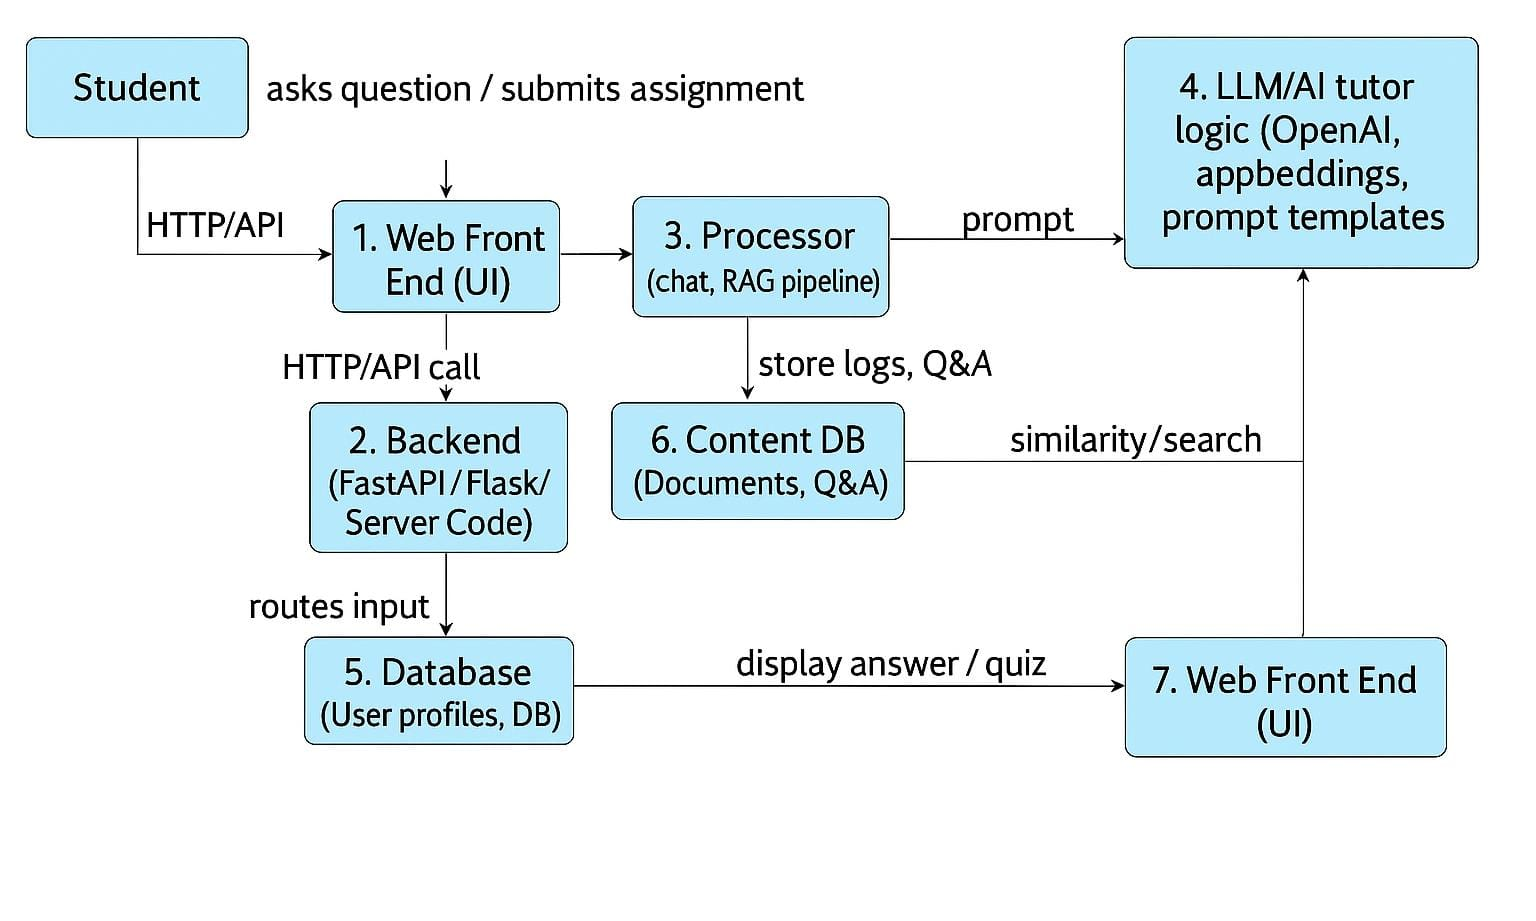 Student
asks question / submits assignment
HTTP/API
1. Web Front
End (UI)
3. Processor
(chat, RAG pipeline)
prompt
4. LLM/AI tutor
logic (OpenAI,
appbeddings,
prompt templates
HTTP/API call
store logs, Q&A
2. Backend
(FastAPI/Flask/
Server Code)
6. Content DB
(Documents, Q&A)
similarity/search
routes input
5. Database
(User profiles, DB)
display answer / quiz
7. Web Front End
(UI)